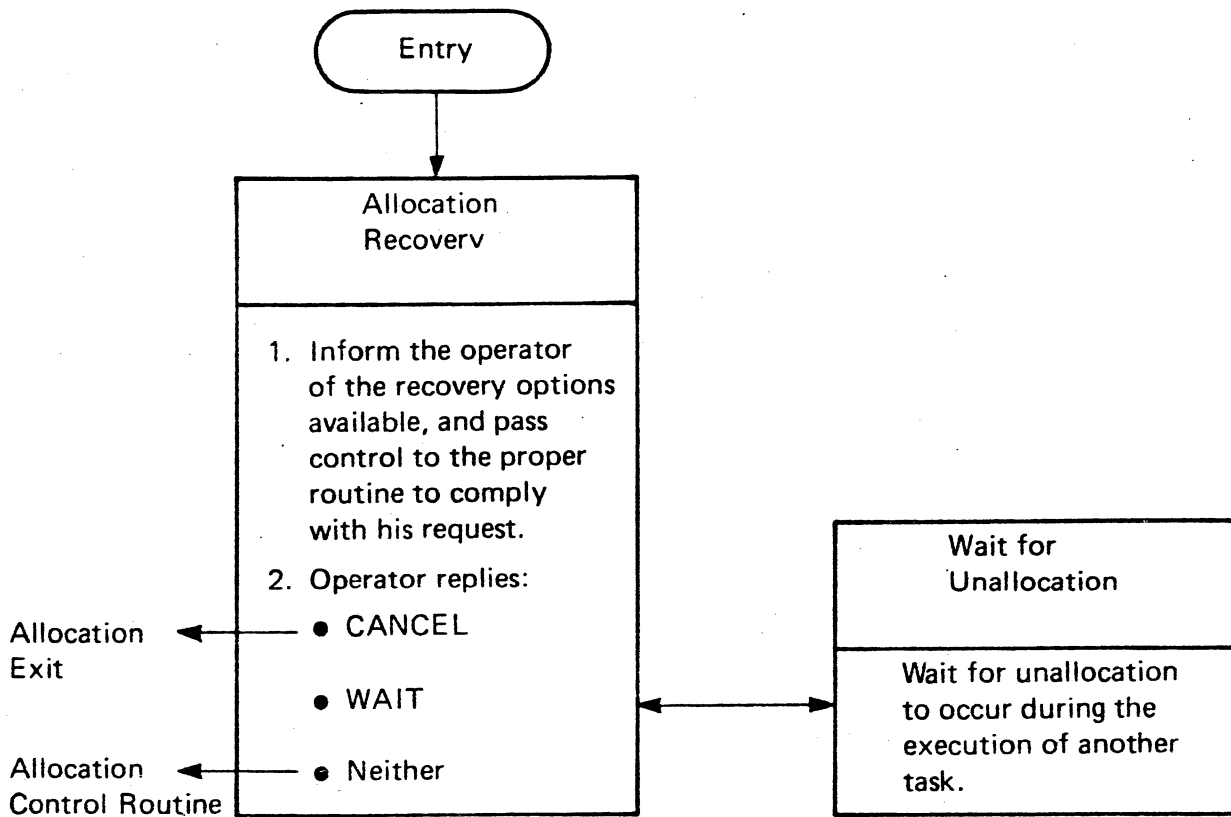 Entry
Allocation
Recovery
1. Inform the operator
of the recovery options
available, and pass
control to the proper
routine to comply
with his request.
2. Operator replies:
• CANCEL
• WAIT
• Neither
Allocation
Exit
Allocation
Control Routine
Wait for
Unallocation
Wait for unallocation
to occur during the
execution of another
task.